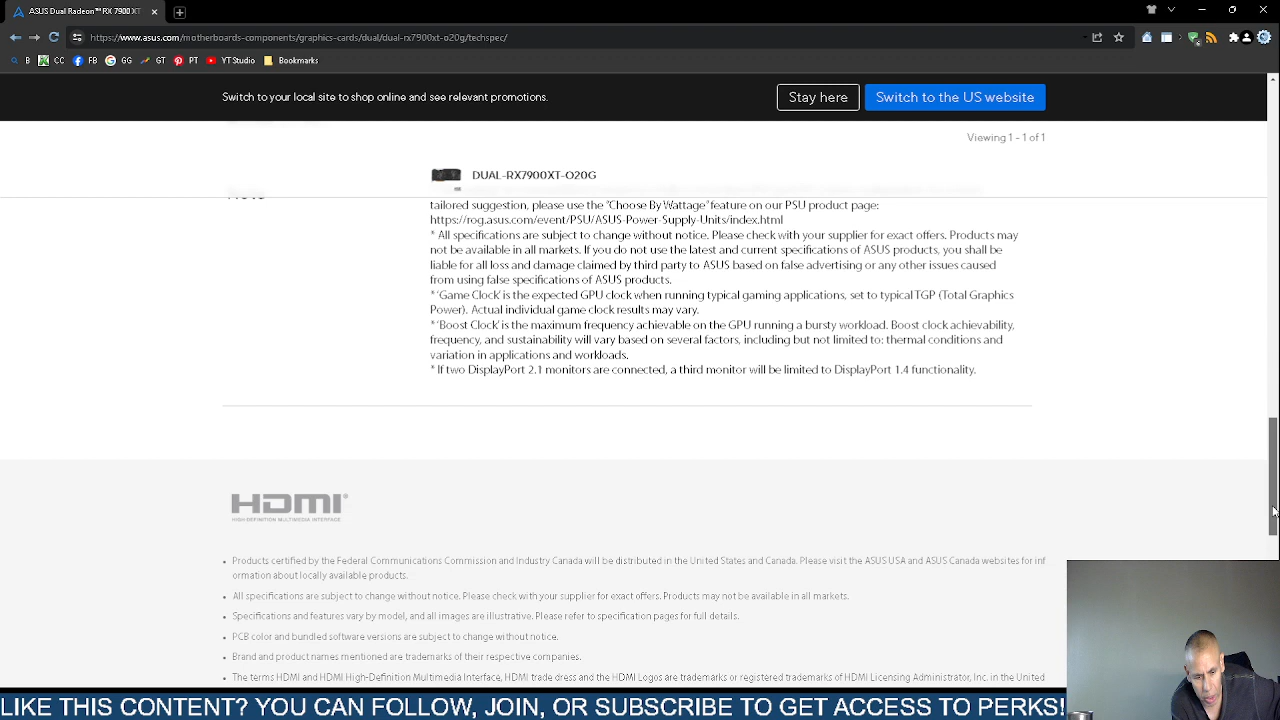 ASUS Dual Radeon™ RX 7900XT
https://www.asus.com/motherboards-components/graphics-cards/dual/dual-rx7900xt-o20g/techspec/
B CC FB GG GT PT YT Studio Bookmarks
Switch to your local site to shop online and see relevant promotions.
Stay here
Switch to the US website
Viewing 1 - 1 of 1
DUAL-RX7900XT-O20G
Note
tailored suggestion, please use the “Choose By Wattage” feature on our PSU product page:
https://rog.asus.com/event/PSU/ASUS-Power-Supply-Units/index.html
* All specifications are subject to change without notice. Please check with your supplier for exact offers. Products may
not be available in all markets. If you do not use the latest and current specifications of ASUS products, you shall be
liable for all loss and damage claimed by third party to ASUS based on false advertising or any other issues caused
from using false specifications of ASUS products.
* ‘Game Clock’ is the expected GPU clock when running typical gaming applications, set to typical TGP (Total Graphics
Power). Actual individual game clock results may vary.
* ‘Boost Clock’ is the maximum frequency achievable on the GPU running a bursty workload. Boost clock achievability,
frequency, and sustainability will vary based on several factors, including but not limited to: thermal conditions and
variation in applications and workloads.
* If two DisplayPort 2.1 monitors are connected, a third monitor will be limited to DisplayPort 1.4 functionality.
HDMI
HIGH-DEFINITION MULTIMEDIA INTERFACE
• Products certified by the Federal Communications Commission and Industry Canada will be distributed in the United States and Canada. Please visit the ASUS USA and ASUS Canada websites for inf
ormation about locally available products.
• All specifications are subject to change without notice. Please check with your supplier for exact offers. Products may not be available in all markets.
• Specifications and features vary by model, and all images are illustrative. Please refer to specification pages for full details.
• PCB color and bundled software versions are subject to change without notice.
• Brand and product names mentioned are trademarks of their respective companies.
• The terms HDMI and HDMI High-Definition Multimedia Interface, HDMI trade dress and the HDMI Logos are trademarks or registered trademarks of HDMI Licensing Administrator, Inc. in the United
LIKE THIS CONTENT? YOU CAN FOLLOW, JOIN, OR SUBSCRIBE TO GET ACCESS TO PERKS!